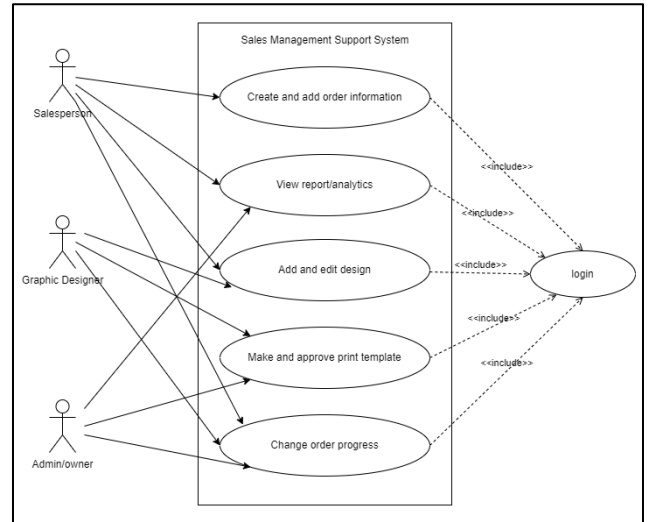 Sales Management Support System
Salesperson
Create and add order information
<<include>>
View report/analytics
<<include>>
Graphic Designer
Add and edit design
<<include>>
login
<<include>>
Make and approve print template
<<include>>
Admin/owner
Change order progress